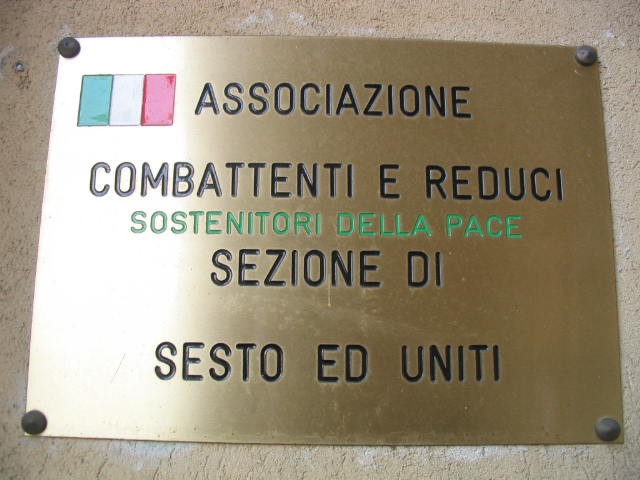 ASSOCIAZIONE
COMBATTENTI E REDUCI
SOSTENITORI DELLA PACE
SEZIONE DI
SESTO ED UNITI